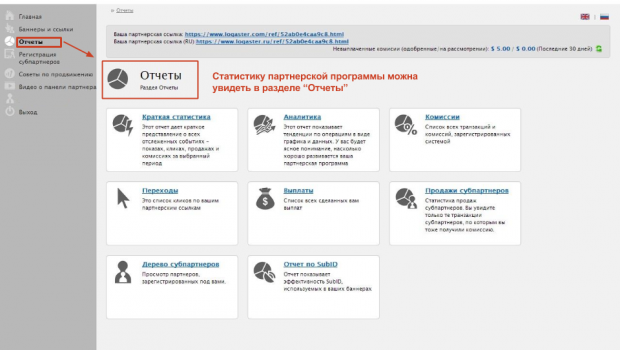 » Отчеты
Главная
Баннеры и ссылки
Отчеты
Регистрация
субпартнеров
Советы по продвижению
Видео о панели партнера
Выход
Ваша партнерская ссылка: https://www.logaster.com/ref/52ab0e4caa9c8.html
Ваша партнерская ссылка (RU): https://www.logaster.ru/ref/52ab0e4caa9c8.html
Невыплаченные комиссии (одобренные/на рассмотрении): $ 5.00 / $ 0.00 (Последние 30 дней)
Отчеты
Раздел Отчеты
Статистику партнерской программы можна
увидеть в разделе "Отчеты"
Краткая статистика
Этот отчет дает краткое
представление о всех
отслеженных событиях –
показах, кликах, продажах и
комиссиях за выбранный
период
Аналитика
Этот отчет показывает
тенденции по операциям в виде
графика и данных. У вас будет
ясное понимание, насколько
хорошо развивается ваша
партнерская программа
Комиссии
Список всех транзакций и
комиссий, зарегистрированных
системой
Переходы
Это список кликов по вашим
партнерским ссылкам
Выплаты
Список всех сделанных вам
выплат
Продажи субпартнеров
Статистика продаж
субпартнеров. Вы увидите
только те транзакции
субпартнеров, по которым вы
тоже получили комиссию.
Дерево субпартнеров
Просмотр партнеров,
зарегистрированных под вами.
Отчет по SubID
Отчет показывает
эффективность SubID,
используемых в ваших баннерах